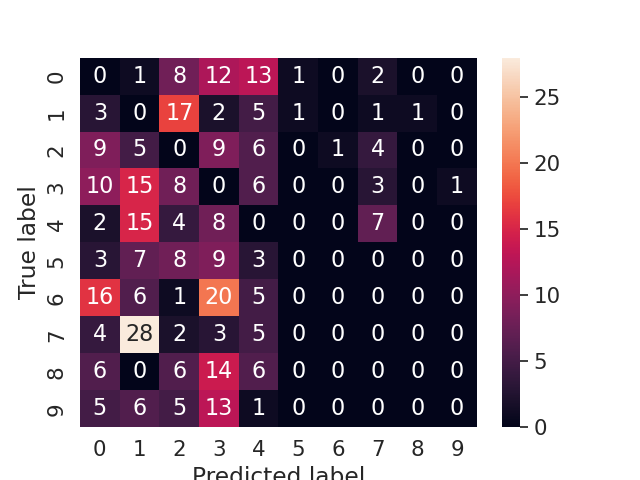 0 0 1 8 12 13 1 0 2 0 0
1 3 0 17 2 5 1 0 1 1 0
2 9 5 0 9 6 0 1 4 0 0
3 10 15 8 0 6 0 0 3 0 1
4 2 15 4 8 0 0 0 7 0 0
5 3 7 8 9 3 0 0 0 0 0
6 16 6 1 20 5 0 0 0 0 0
7 4 28 2 3 5 0 0 0 0 0
8 6 0 6 14 6 0 0 0 0 0
9 5 6 5 13 1 0 0 0 0 0
0 1 2 3 4 5 6 7 8 9
Predicted label
True label
25
20
15
10
5
0